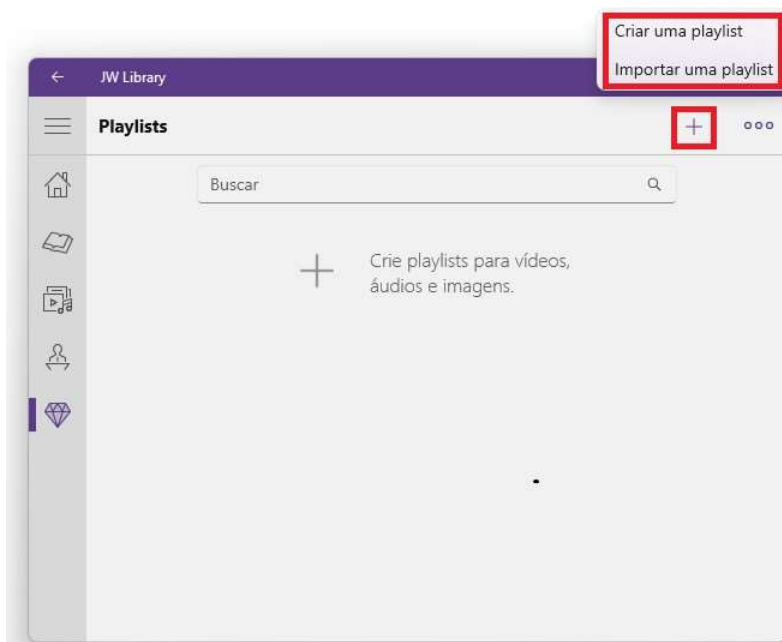 Criar uma playlist
Importar uma playlist
JW Library
Playlists
Buscar
Crie playlists para vídeos,
áudios e imagens.